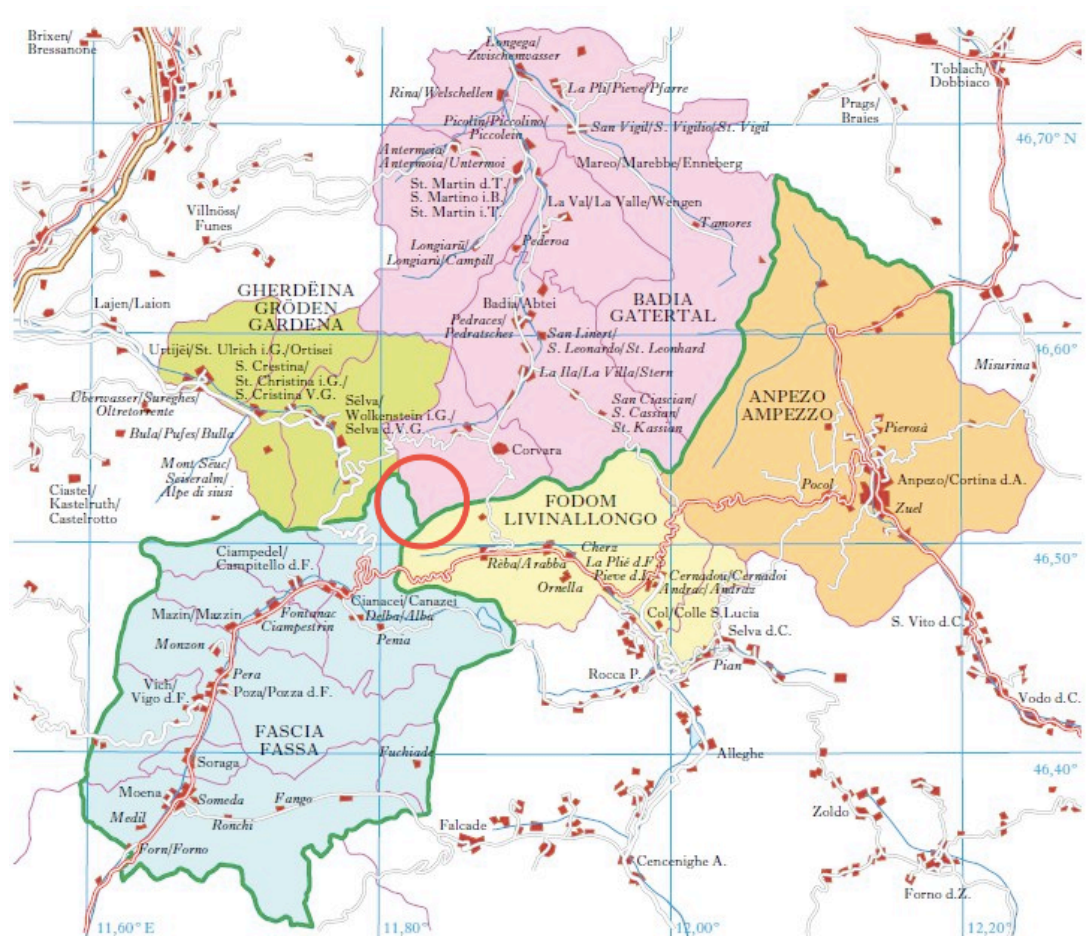 Brixen/
Bressanone
Longega/
Zwischenwasser
Toblach/
Dobbiaco
Rina/Welschellen
La Plí/Pieve/Pfarre
Prags/
Braies
Picolin/Piccolino/
Piccolein
San Vigil/S. Vigilio/St. Vigil
46,70° N
Antermoia/
Antermoia/Untermoi
Mareo/Marebbe/Enneberg
St. Martin d.T./
S. Martino i.B./
St. Martin i.T.
Villnöss/
Funes
La Val/La Valle/Wengen
Tamores
Longiarü/
Longiarù/Campill
Pederoa
GHERDËINA
GRÖDEN
GARDENA
Lajen/Laion
Badia/Abtei
BADIA
GATERTAL
Pedraces/
Pedratsches
San Linert/
S. Leonardo/St. Leonhard
46,60°
Urtijëi/St. Ulrich i.G./Ortisei
S. Crestina/
St. Christina i.G./
S. Cristina V.G.
La Ila/La Villa/Stern
Misurina
Überwasser/Sureghes/
Oltretorrente
Sëlva/
Wolkenstein i.G./
Selva d.V.G.
San Ciascian/
S. Cassian/
St. Kassian
ANPEZO
AMPEZZO
Pierosà
Bula/Pufes/Bulla
Corvara
Mont Sëuc/
Seiseralm/
Alpe di siusi
Ciastel/
Kastelruth/
Castelrotto
Pocol
Anpezo/Cortina d.A.
Zuel
FODOM
LIVINALLONGO
46,50°
Ciampedel/
Campitello d.F.
Cherz
Rèba/Arabba
La Plié d.F./
Pieve d.L.
Ornella
Cernadou/Cernadoi
Andrac/Andraz
Mazin/Mazzin
Fontanac
Ciampestrin
Cianacei/Canazei
Delba/Alba
Penia
Col/Colle S.Lucia
Selva d.C.
S. Vito d.C.
Monzon
Pian
Rocca P.
Pera
Vich/
Vigo d.F.
Poza/Pozza d.F.
Vodo d.C.
FASCIA
FASSA
Fuchiade
Alleghe
46,40°
Soraga
Moena
Someda
Fango
Medil
Ronchi
Zoldo
Falcade
Forn/Forno
Cencenighe A.
Forno d.Z.
11,60° E
11,80°
12,00°
12,20°